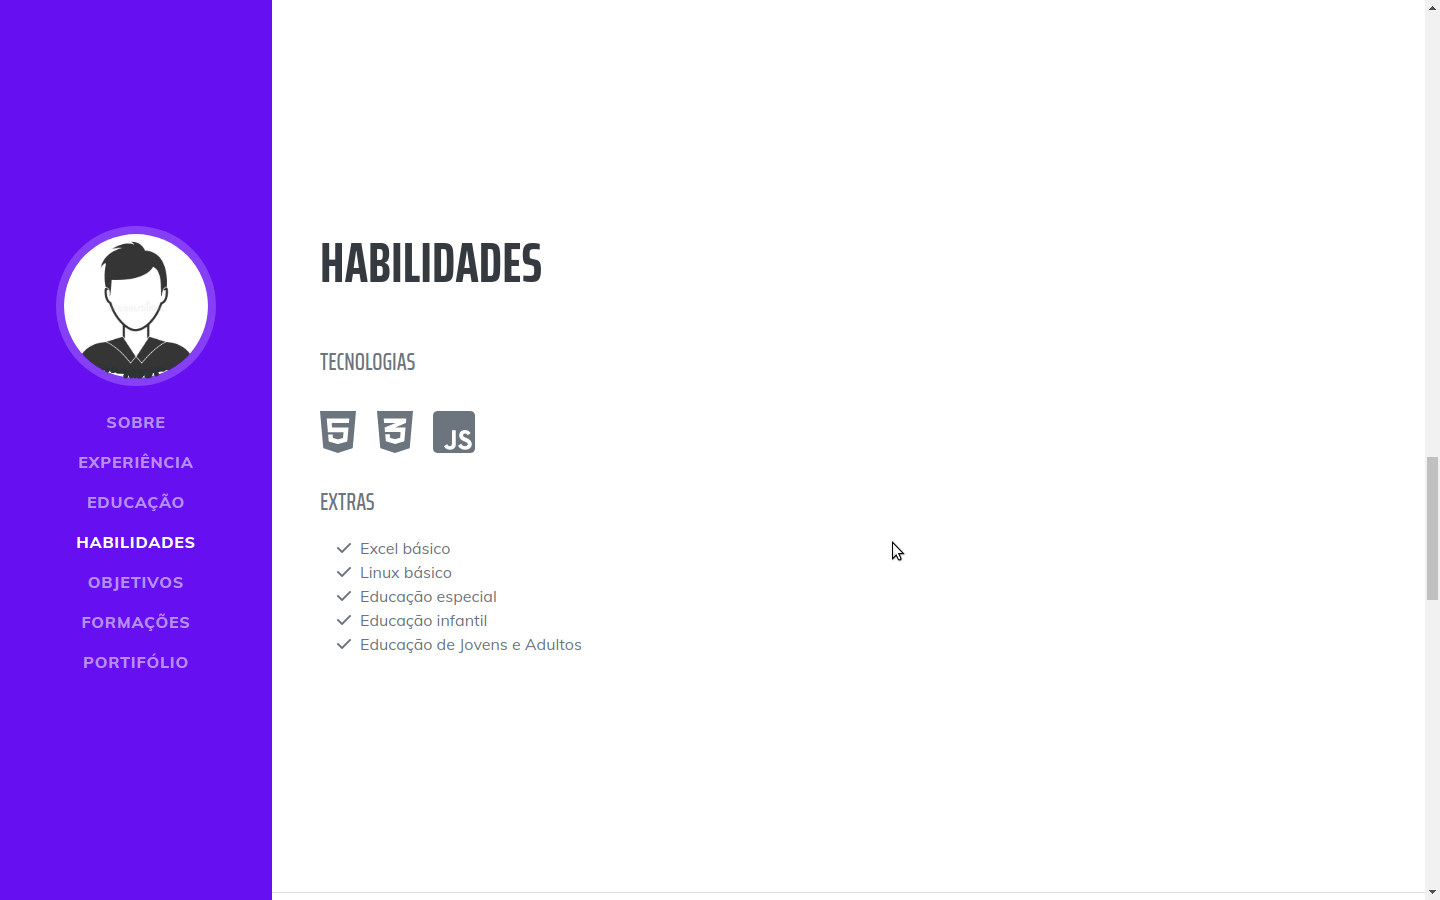 SOBRE
EXPERIÊNCIA
EDUCAÇÃO
HABILIDADES
OBJETIVOS
FORMAÇÕES
PORTIFÓLIO
HABILIDADES
TECNOLOGIAS
5 3 JS
EXTRAS
Excel básico
Linux básico
Educação especial
Educação infantil
Educação de Jovens e Adultos